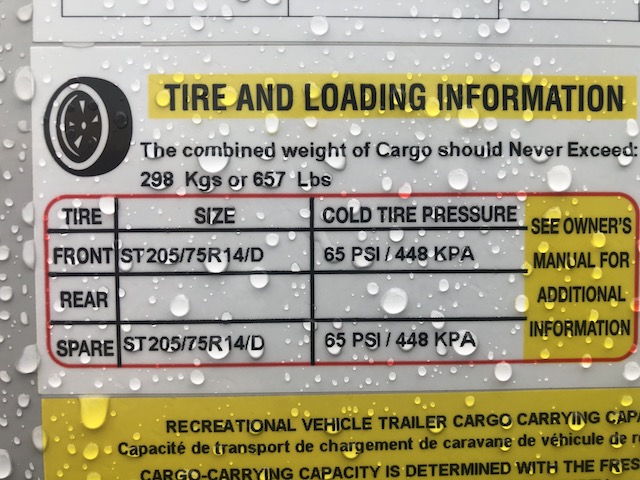 TIRE AND LOADING INFORMATION
The combined weight of Cargo should Never Exceed:
298 Kgs or 657 Lbs
TIRE SIZE COLD TIRE PRESSURE SEE OWNER'S
FRONT ST205/75R14/D 65 PSI / 448 KPA MANUAL FOR
REAR ADDITIONAL
SPARE ST205/75R14/D 65 PSI / 448 KPA INFORMATION
RECREATIONAL VEHICLE TRAILER CARGO CARRYING
Capacité de transport de chargement de caravane de véhicule de
CARGO-CARRYING CAPACITY IS DETERMINED WITH THE